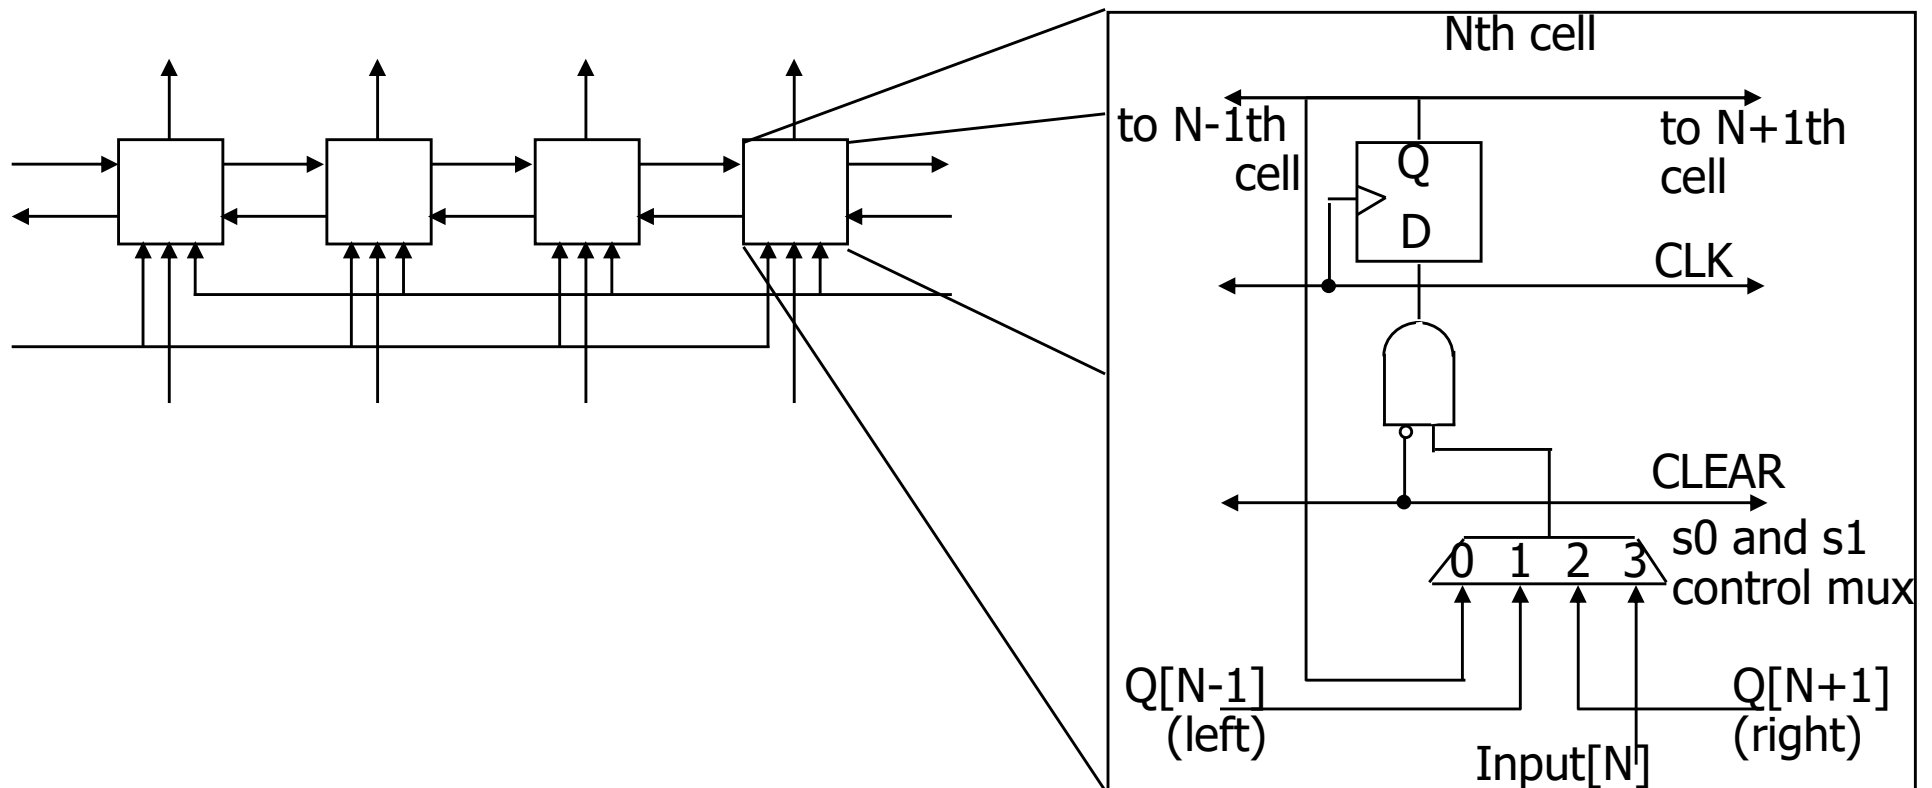 Nth cell
to N-1th
cell
to N+1th
cell
Q
D
CLK
CLEAR
0 1 2 3
s0 and s1
control mux
Q[N-1]
(left)
Q[N+1]
(right)
Input[N]